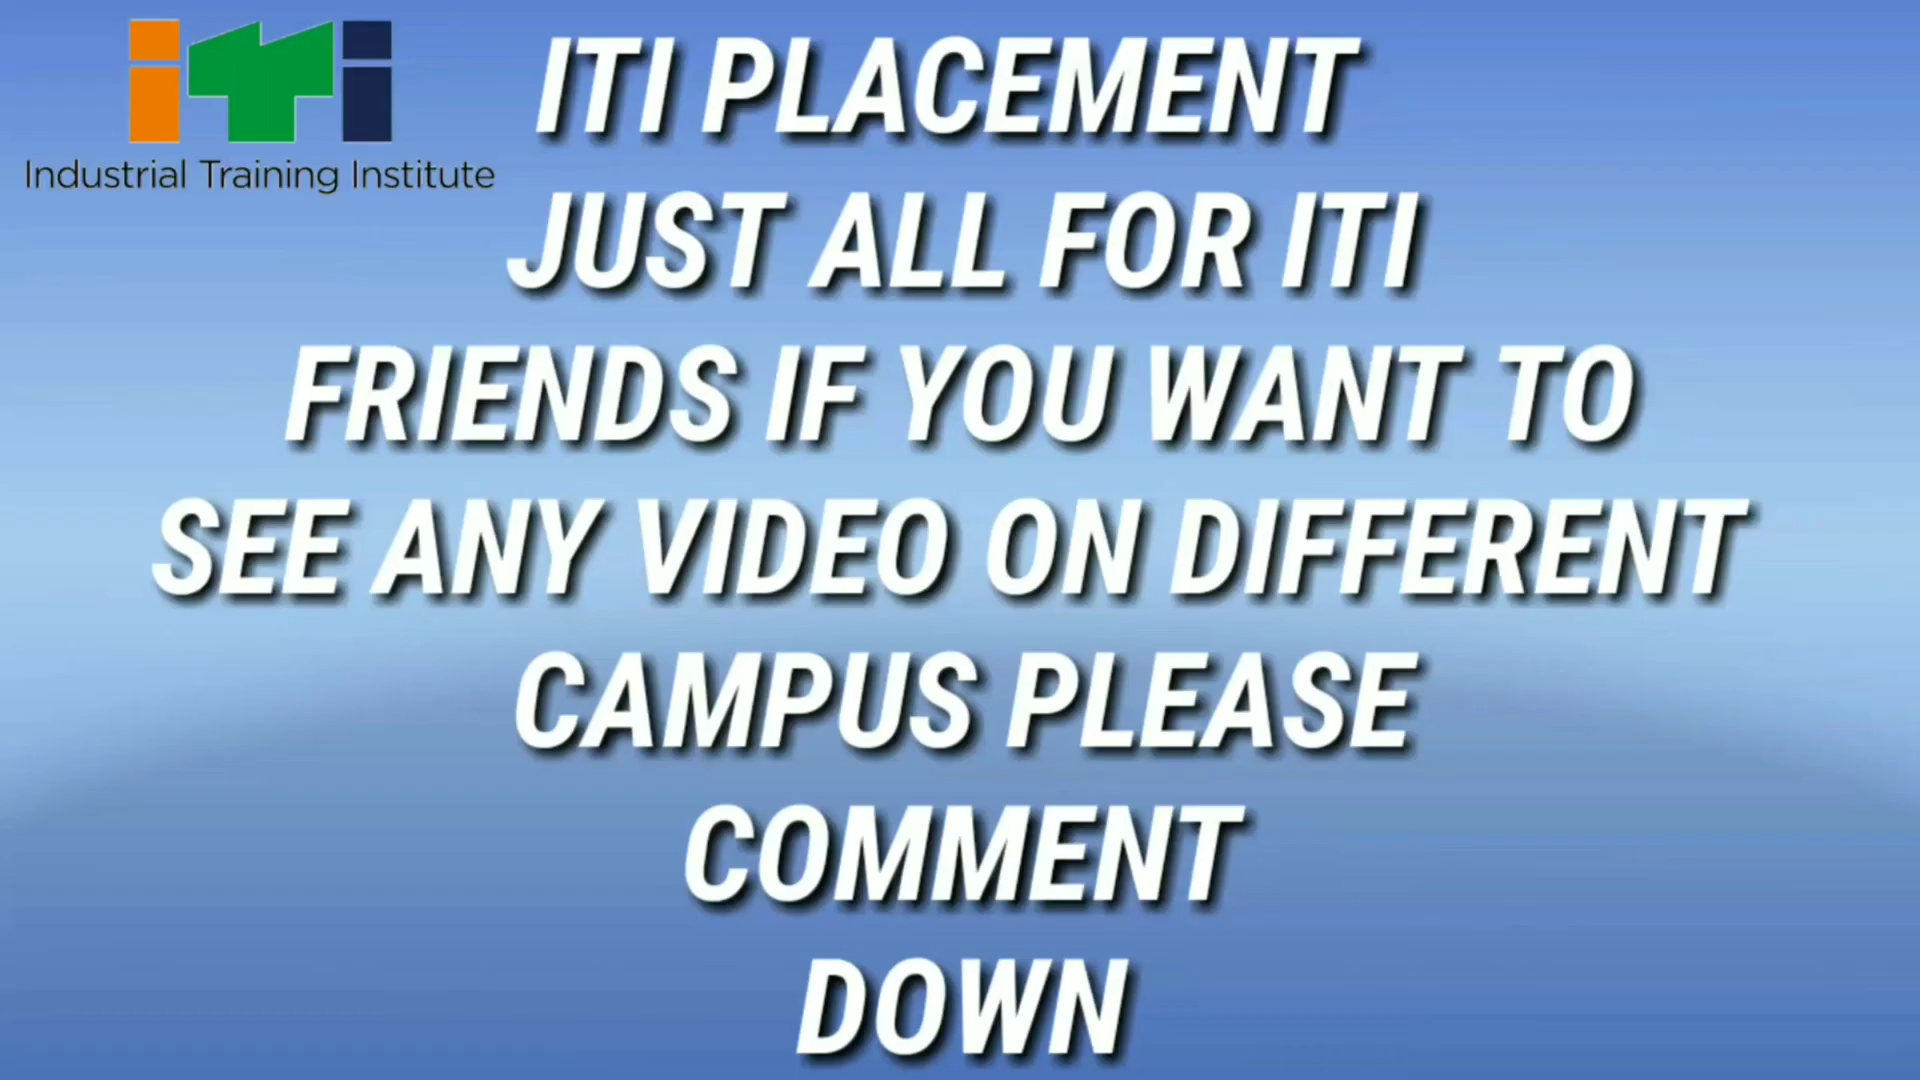 iTi
Industrial Training Institute
ITI PLACEMENT
JUST ALL FOR ITI
FRIENDS IF YOU WANT TO
SEE ANY VIDEO ON DIFFERENT
CAMPUS PLEASE
COMMENT
DOWN